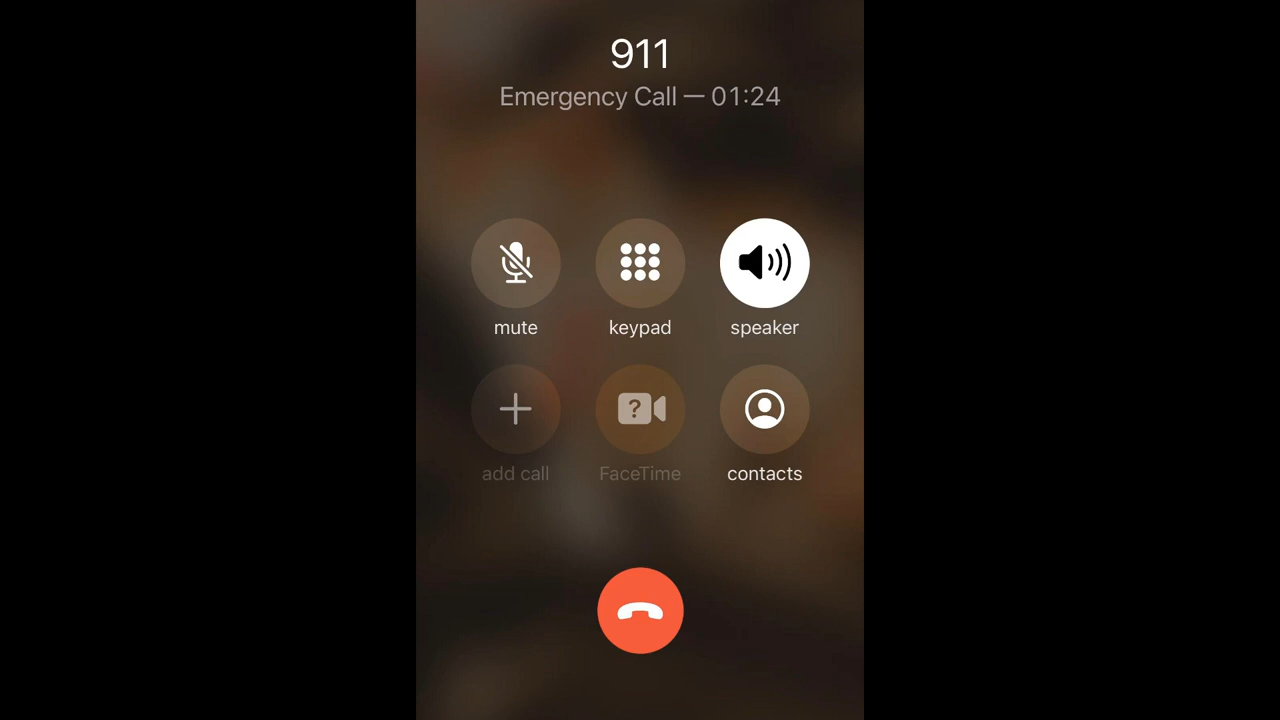 911
Emergency Call — 01:24
mute keypad speaker
?
add call FaceTime contacts